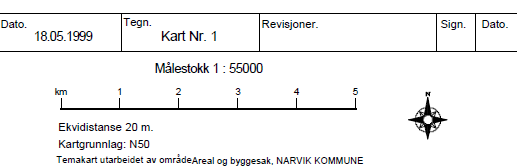 Dato. Tegn. Revisjoner. Sign. Dato.
18.05.1999 Kart Nr. 1
Målestokk 1 : 55000
km 1 2 3 4 5
N
Ekvidistanse 20 m.
Kartgrunnlag: N50
Temakart utarbeidet av områdeAreal og byggesak, NARVIK KOMMUNE